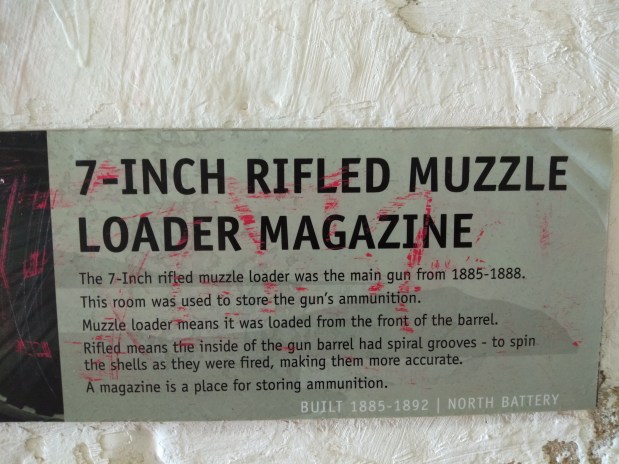 7-INCH RIFLED MUZZLE
LOADER MAGAZINE
The 7-Inch rifled muzzle loader was the main gun from 1885-1888.
This room was used to store the gun's ammunition.
Muzzle loader means it was loaded from the front of the barrel.
Rifled means the inside of the gun barrel had spiral grooves - to spin
the shells as they were fired, making them more accurate.
A magazine is a place for storing ammunition.
BUILT 1885-1892 | NORTH BATTERY